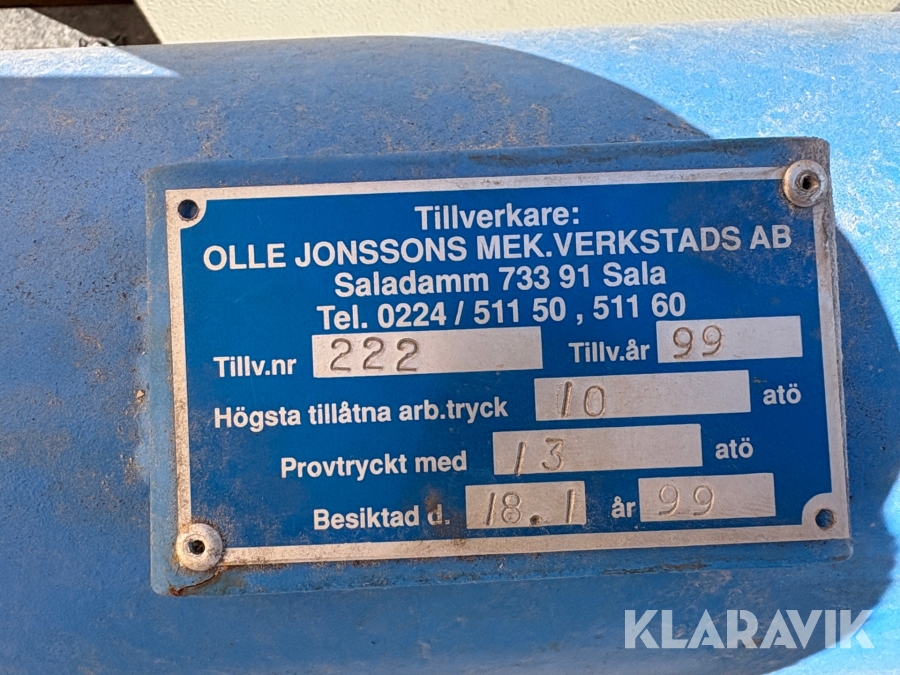 Tillverkare:
OLLE JONSSONS MEK.VERKSTADS AB
Saladamm 733 91 Sala
Tel. 0224 / 511 50 , 511 60
Tillv.nr 222 Tillv.år 99
Högsta tillåtna arb.tryck 10 atö
Provtryckt med 13 atö
Besiktad d. 18.1 år 99
KLARAVIK